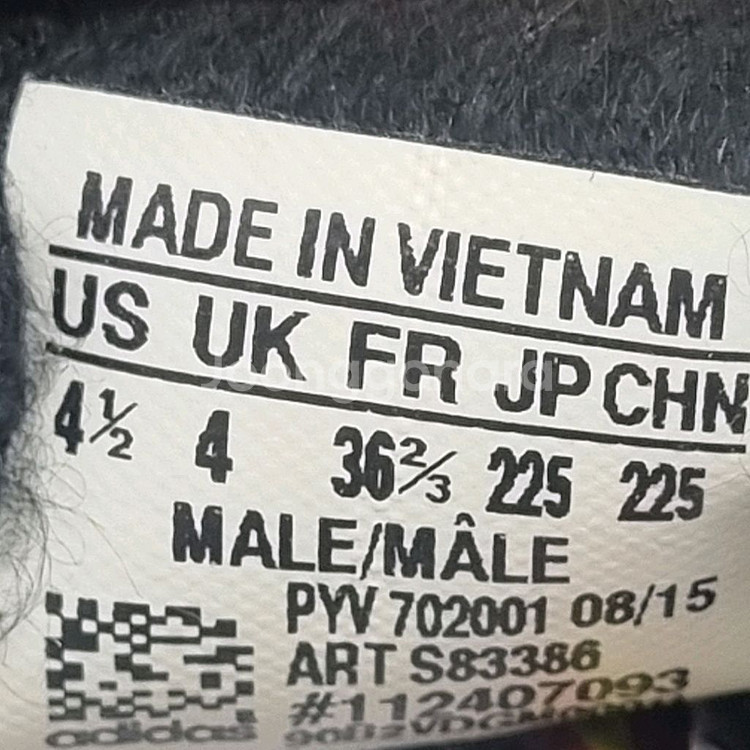 MADE IN VIETNAM
US UK FR JP CHN
4½ 4 36⅔ 225 225
MALE/MÂLE
PYV 702001 08/15
ART S83386
#112407093
adidas
Joonggonara